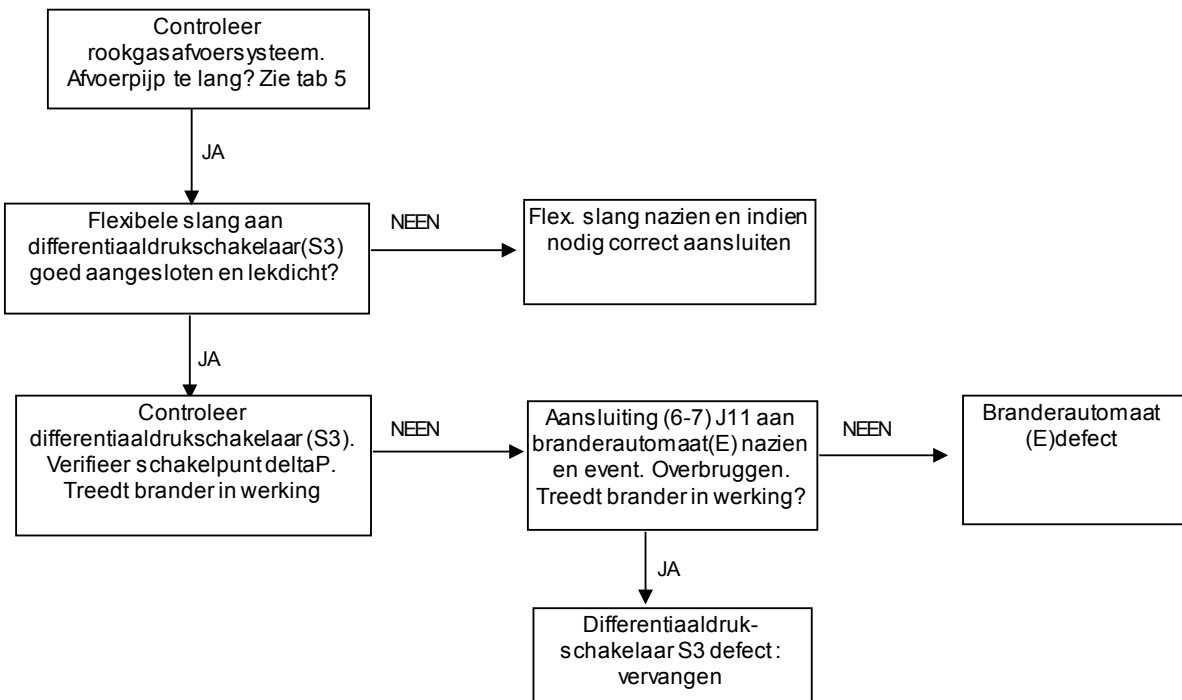 Controleer
rookgasafvoersysteem.
Afvoerpijp te lang? Zie tab 5
JA
Flexibele slang aan
differentiaaldrukschakelaar(S3)
goed aangesloten en lekdicht?
NEEN
Flex. slang nazien en indien
nodig correct aansluiten
JA
Controleer
differentiaaldrukschakelaar (S3).
Verifieer schakelpunt deltaP.
Treedt brander in werking
NEEN
Aansluiting (6-7) J11 aan
branderautomaat(E) nazien
en event. Overbruggen.
Treedt brander in werking?
NEEN
Branderautomaat
(E)defect
JA
Differentiaaldruk-
schakelaar S3 defect :
vervangen